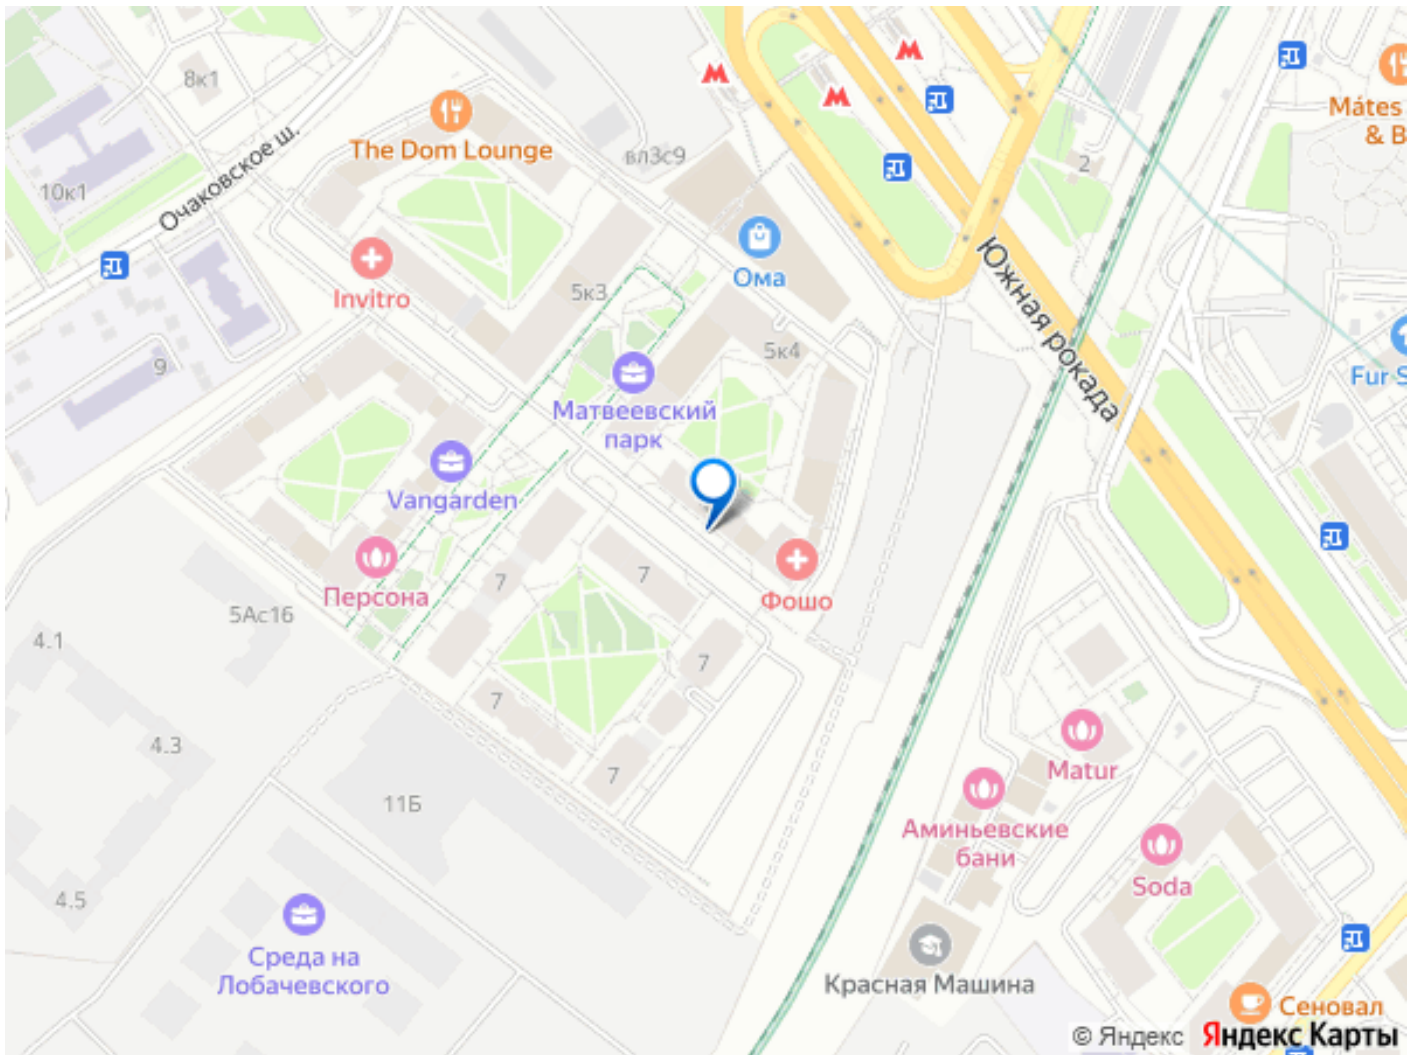 8к1
The Dom Lounge
вл3с9
2
Mátes
& B
10к1
Очаковское ш.
Invitro
5к3
Ома
Южная рокада
5к4
9
Fur S
Матвеевский
парк
Vangarden
Персона
5Ас16
7
7
Фошо
4.1
7
7
4.3
7
11Б
Matur
Аминьевские
бани
Soda
4.5
Среда на
Лобачевского
Красная Машина
Сеновал
© Яндекс Яндекс Карты